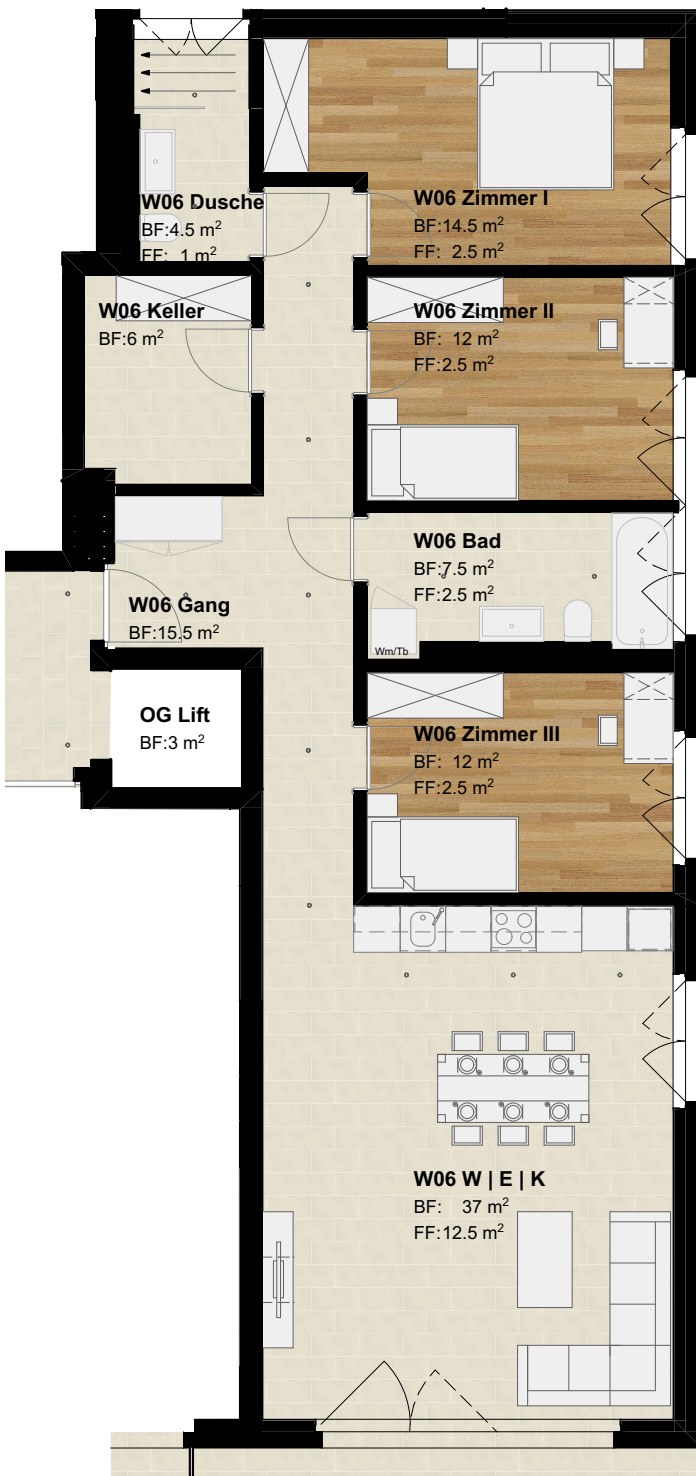 W06 Dusche
BF:4.5 m²
FF: 1 m²
W06 Zimmer I
BF:14.5 m²
FF: 2.5 m²
W06 Keller
BF:6 m²
W06 Zimmer II
BF: 12 m²
FF:2.5 m²
W06 Bad
BF:7.5 m²
FF:2.5 m²
W06 Gang
BF:15.5 m²
Wm/Tb
OG Lift
BF:3 m²
W06 Zimmer III
BF: 12 m²
FF:2.5 m²
W06 W | E | K
BF: 37 m²
FF:12.5 m²